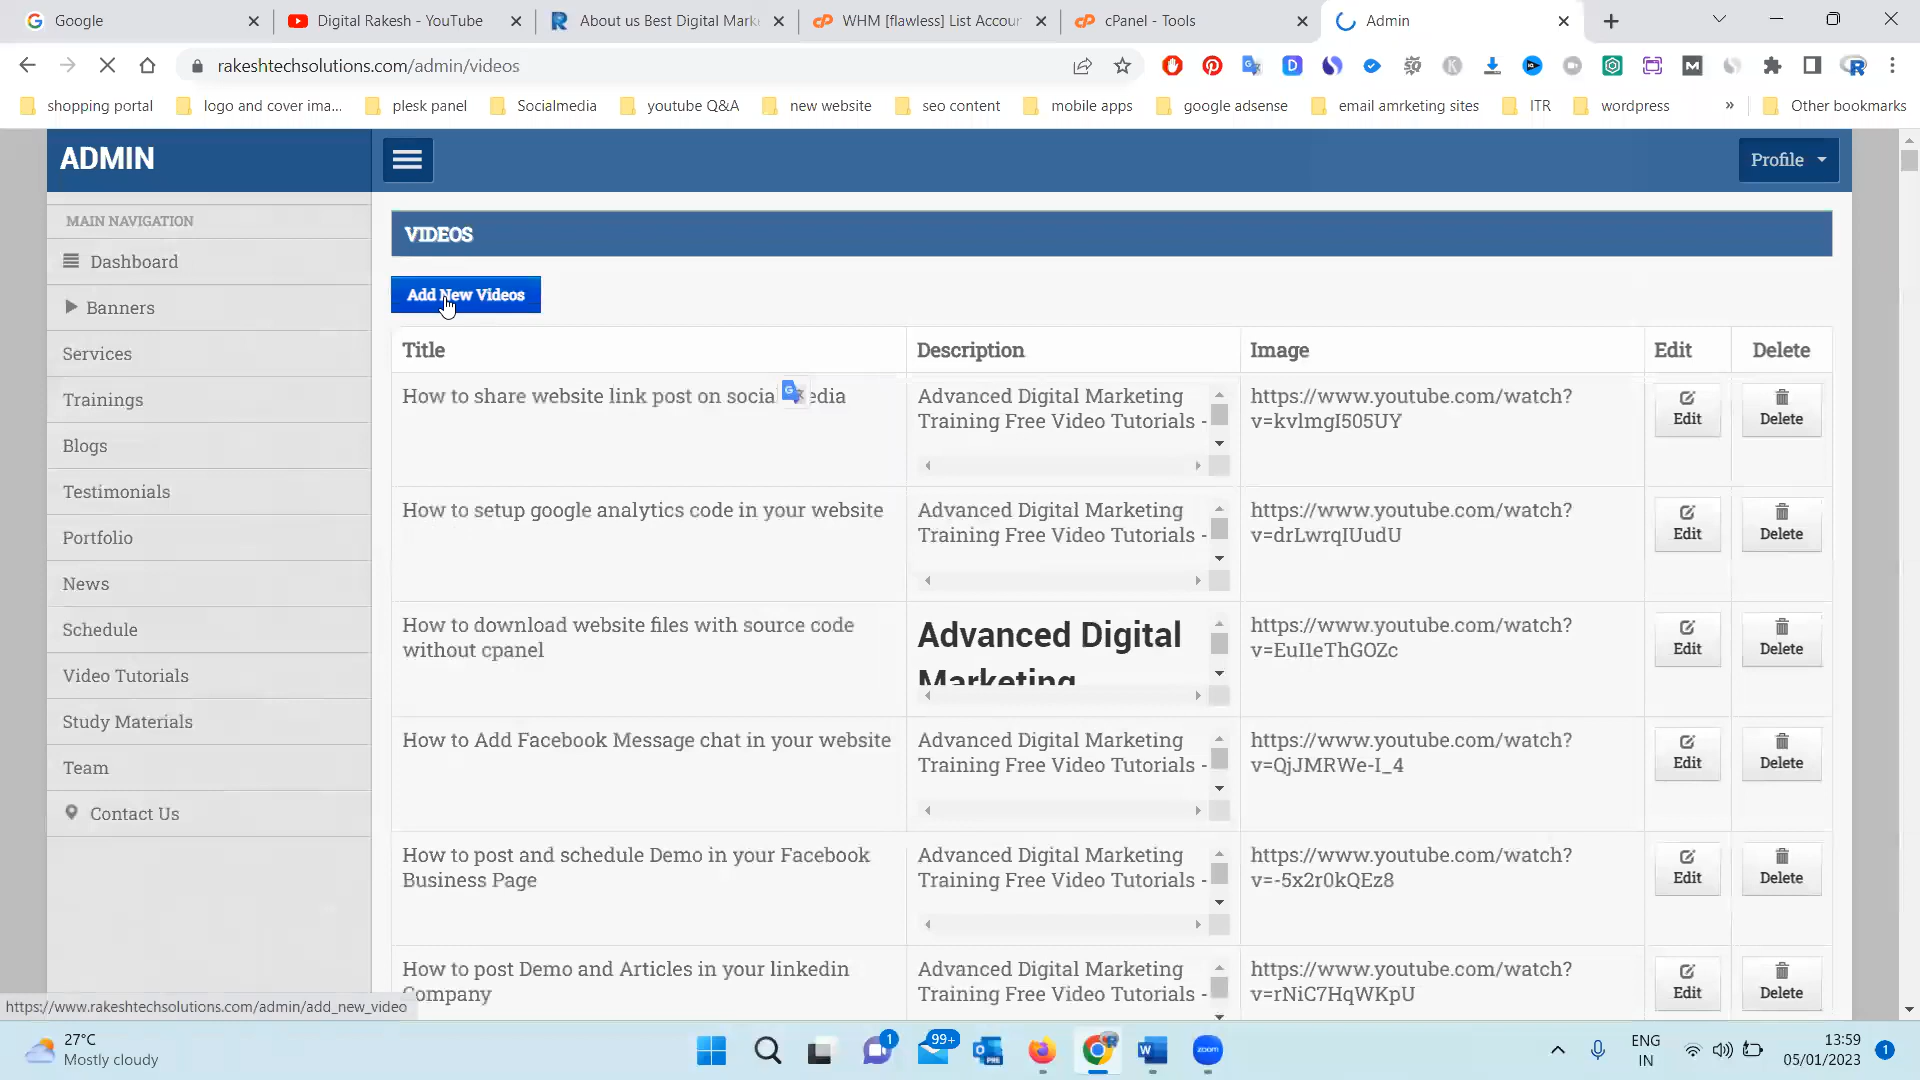 Google
Digital Rakesh - YouTube
About us Best Digital Mark
WHM [flawless] List Accour
cPanel - Tools
Admin
rakeshtechsolutions.com/admin/videos
shopping portal
logo and cover ima...
plesk panel
Socialmedia
youtube Q&A
new website
seo content
mobile apps
google adsense
email amrketing sites
ITR
wordpress
»
Other bookmarks
ADMIN
Profile
MAIN NAVIGATION
Dashboard
Banners
Services
Trainings
Blogs
Testimonials
Portfolio
News
Schedule
Video Tutorials
Study Materials
Team
Contact Us
VIDEOS
Add New Videos
Title
Description
Image
Edit
Delete
How to share website link post on social edia
Advanced Digital Marketing
Training Free Video Tutorials -
https://www.youtube.com/watch?
v=kvlmgI505UY
Edit
Delete
How to setup google analytics code in your website
Advanced Digital Marketing
Training Free Video Tutorials -
https://www.youtube.com/watch?
v=drLwrqIUudU
Edit
Delete
How to download website files with source code
without cpanel
Advanced Digital
Marketing
https://www.youtube.com/watch?
v=EuI1eThGOZc
Edit
Delete
How to Add Facebook Message chat in your website
Advanced Digital Marketing
Training Free Video Tutorials -
https://www.youtube.com/watch?
v=QjJMRWe-I_4
Edit
Delete
How to post and schedule Demo in your Facebook
Business Page
Advanced Digital Marketing
Training Free Video Tutorials -
https://www.youtube.com/watch?
v=-5x2r0kQEz8
Edit
Delete
How to post Demo and Articles in your linkedin
Company
Advanced Digital Marketing
Training Free Video Tutorials -
https://www.youtube.com/watch?
v=rNiC7HqWKpU
Edit
Delete
https://www.rakeshtechsolutions.com/admin/add_new_video
27°C
Mostly cloudy
1
99+
zoom
ENG
IN
13:59
05/01/2023
1